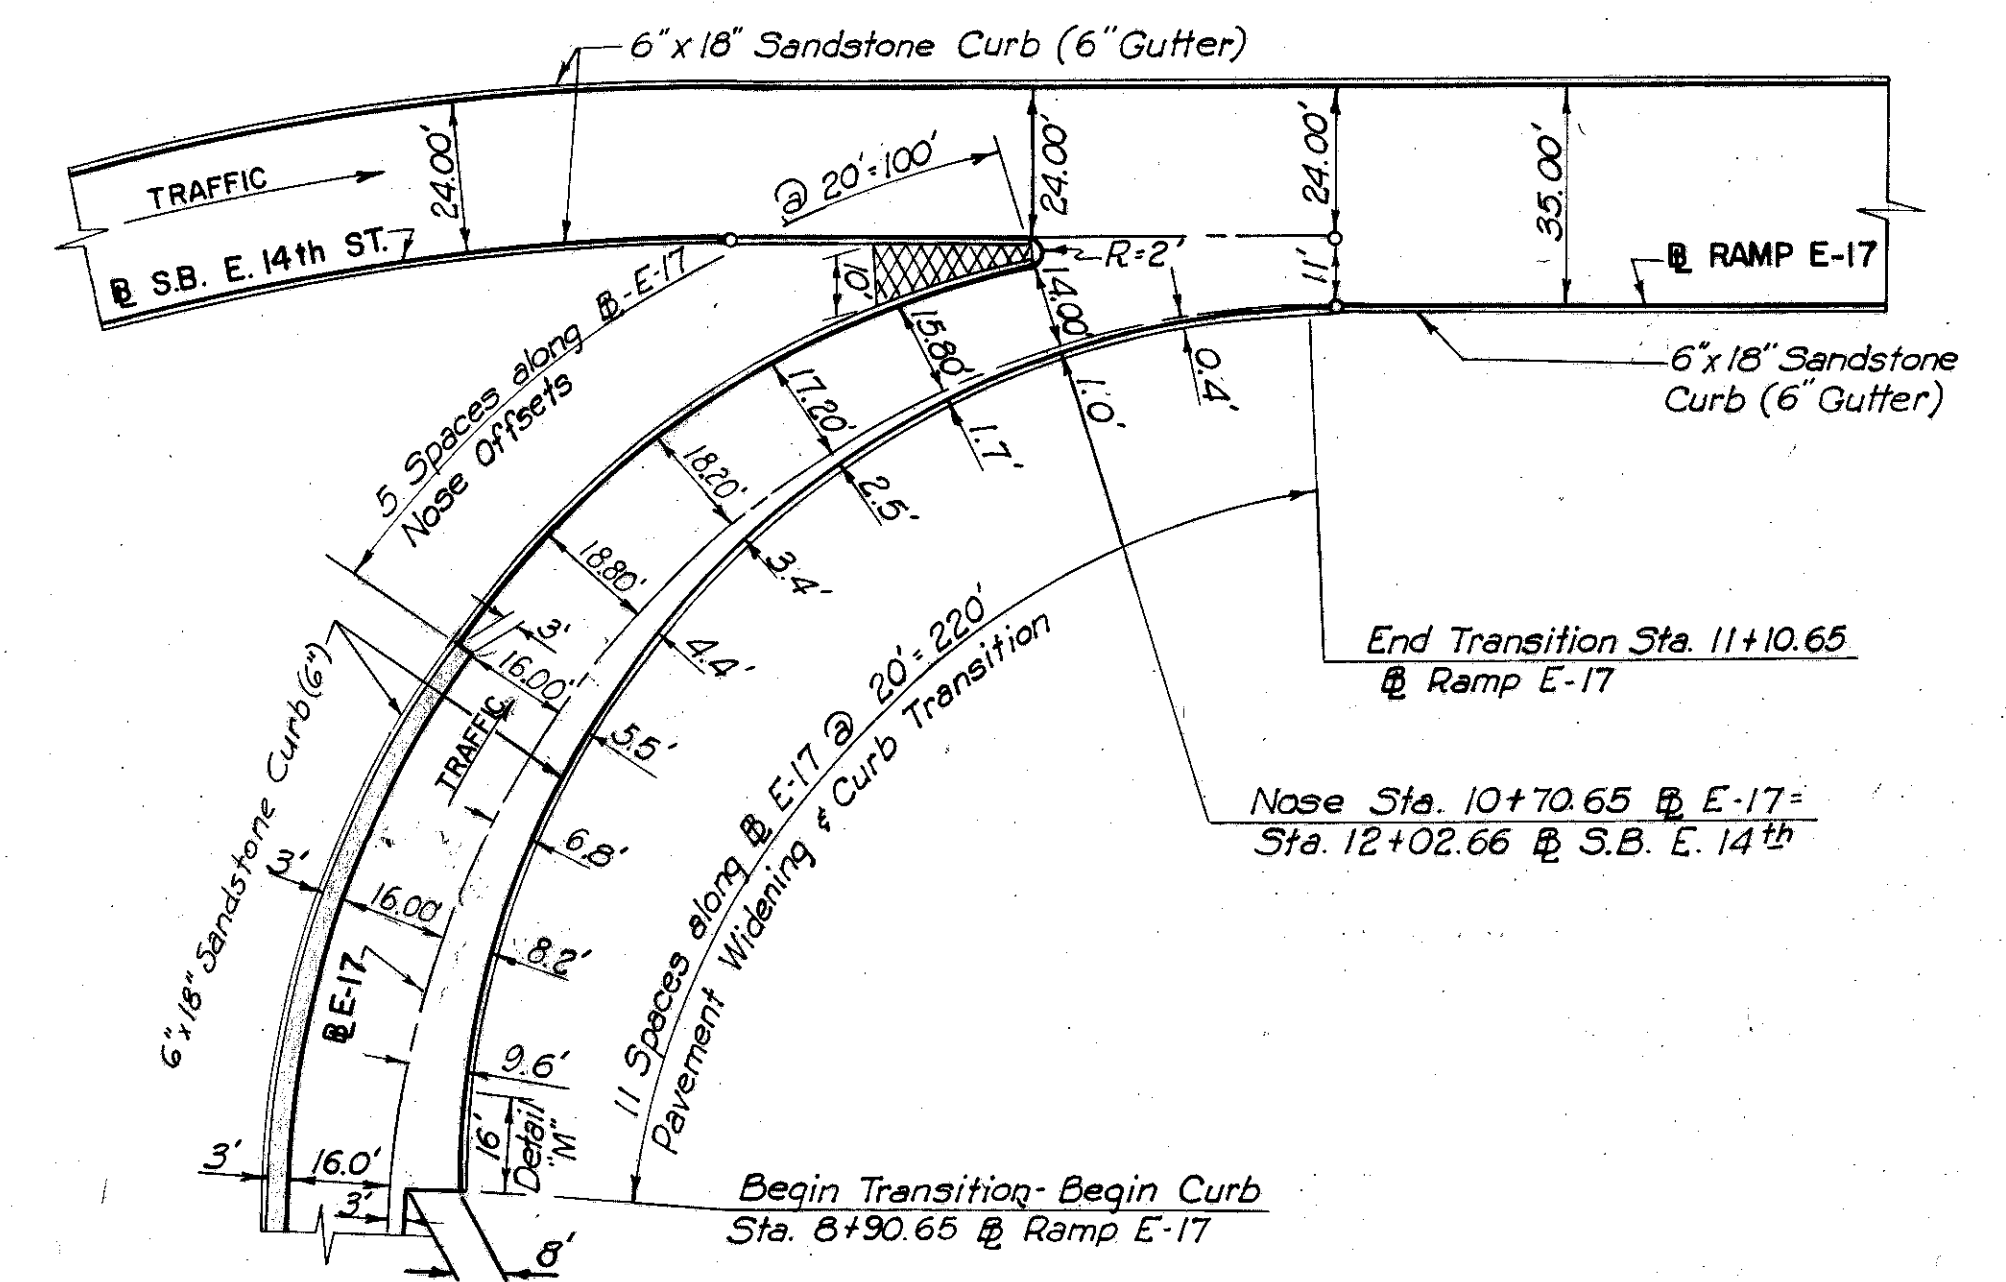 6"x18" Sandstone Curb (6"Gutter)
TRAFFIC
24.00'
℄ S.B. E. 14th ST.
@ 20'=100'
24.00'
24.00'
35.00'
10'
R=2'
11'
℄ RAMP E-17
5 Spaces along ℄-E-17
Nose Offsets
14.00'
15.80'
17.20'
18.20'
18.80'
0.4'
1.0'
1.7'
2.5'
3.4'
4.4'
5.5'
6.8'
8.2'
9.6'
6"x18" Sandstone
Curb (6"Gutter)
3'
16.00'
TRAFFIC
6"x18" Sandstone Curb (6")
3'
16.00
℄ E-17
11 Spaces along ℄ E-17 @ 20'=220'
Pavement Widening & Curb Transition
End Transition Sta. 11+10.65
℄ Ramp E-17
Nose Sta. 10+70.65 ℄ E-17=
Sta. 12+02.66 ℄ S.B. E. 14th
16'
Detail
"M"
3'
16.0'
3'
8'
Begin Transition- Begin Curb
Sta. 8+90.65 ℄ Ramp E-17